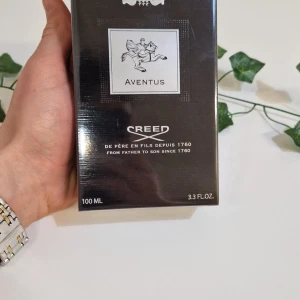 AVENTUS
CREED
DE PÈRE EN FILS DEPUIS 1760
FROM FATHER TO SON SINCE 1760
100 ML 3.3 FL.OZ.